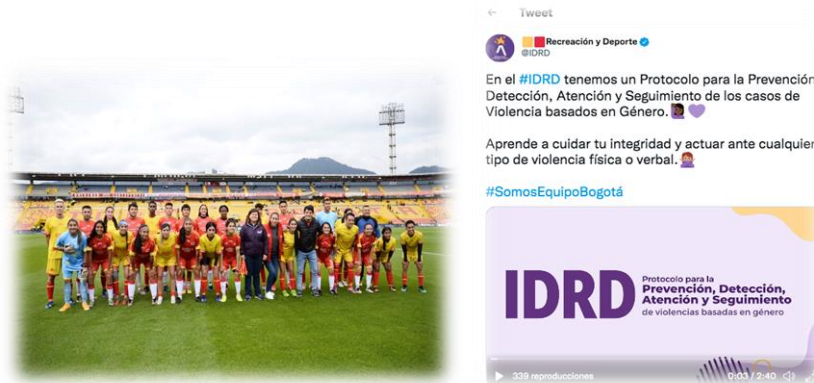 Tweet
Recreación y Deporte
@IDRD
En el #IDRD tenemos un Protocolo para la Prevención
Detección, Atención y Seguimiento de los casos de
Violencia basados en Género.
Aprende a cuidar tu integridad y actuar ante cualquier
tipo de violencia física o verbal.
#SomosEquipoBogotá
IDRD
Protocolo para la
Prevención, Detección,
Atención y Seguimiento
de violencias basadas en género
339 reproducciones
0:03 / 2:40